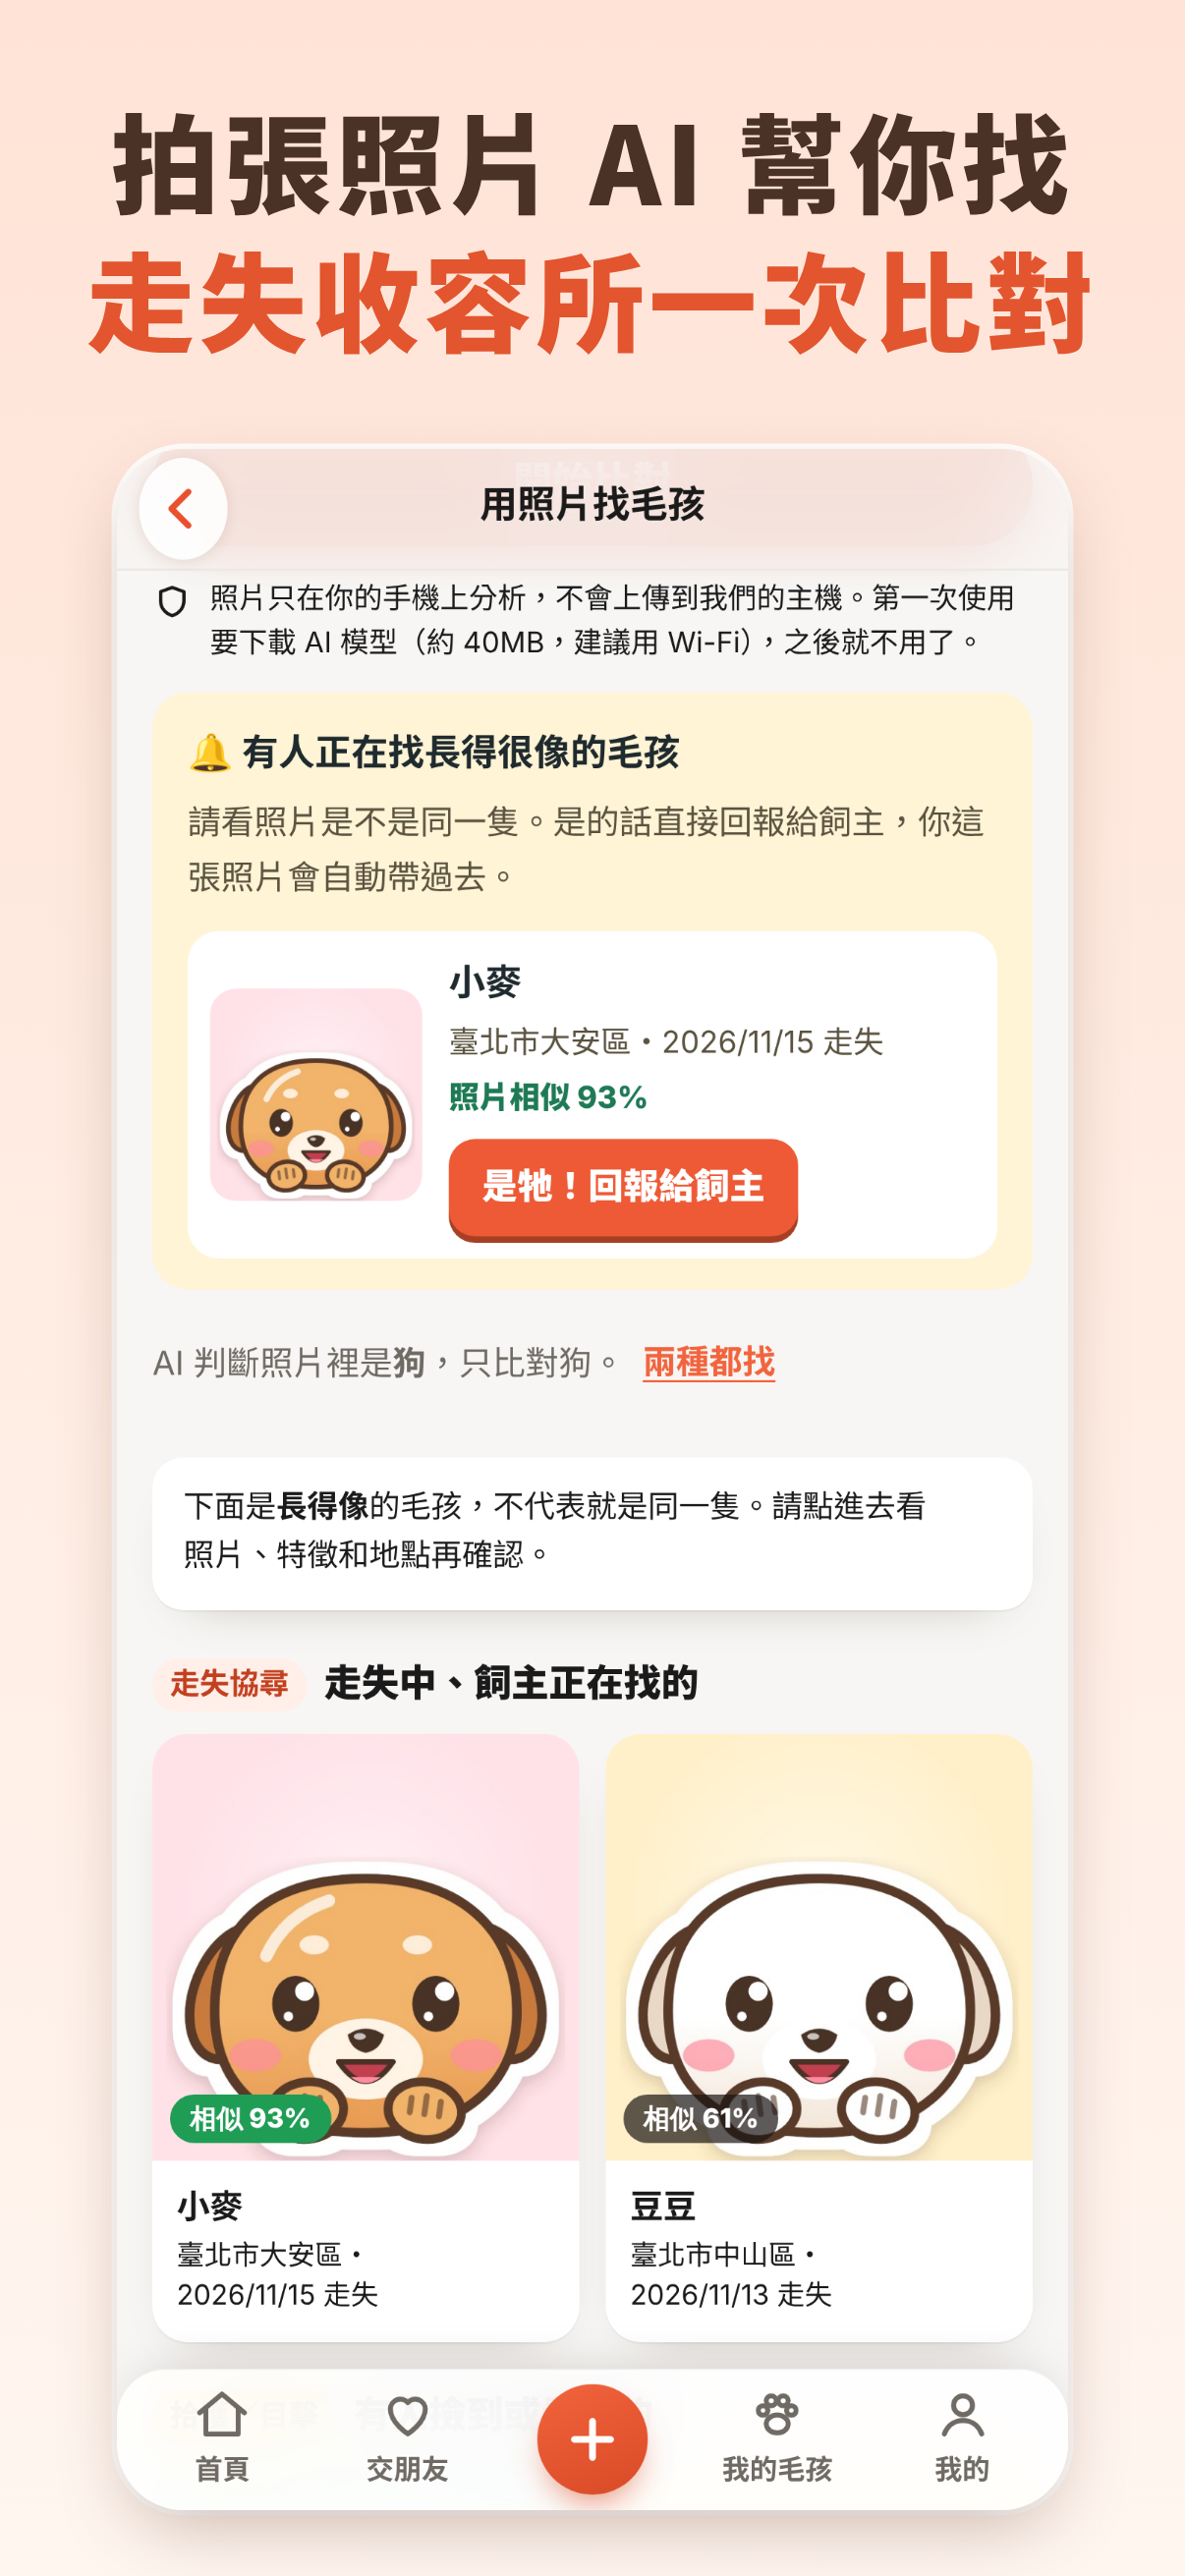 拍張照片 AI 幫你找
走失收容所一次比對
用照片找毛孩
照片只在你的手機上分析，不會上傳到我們的主機。第一次使用
要下載 AI 模型（約 40MB，建議用 Wi-Fi），之後就不用了。
🔔 有人正在找長得很像的毛孩
請看照片是不是同一隻。是的話直接回報給飼主，你這
張照片會自動帶過去。
小麥
臺北市大安區・2026/11/15 走失
照片相似 93%
是牠！回報給飼主
AI 判斷照片裡是狗，只比對狗。 兩種都找
下面是長得像的毛孩，不代表就是同一隻。請點進去看
照片、特徵和地點再確認。
走失協尋 走失中、飼主正在找的
相似 93%
小麥
臺北市大安區・
2026/11/15 走失
相似 61%
豆豆
臺北市中山區・
2026/11/13 走失
首頁
交朋友
我的毛孩
我的